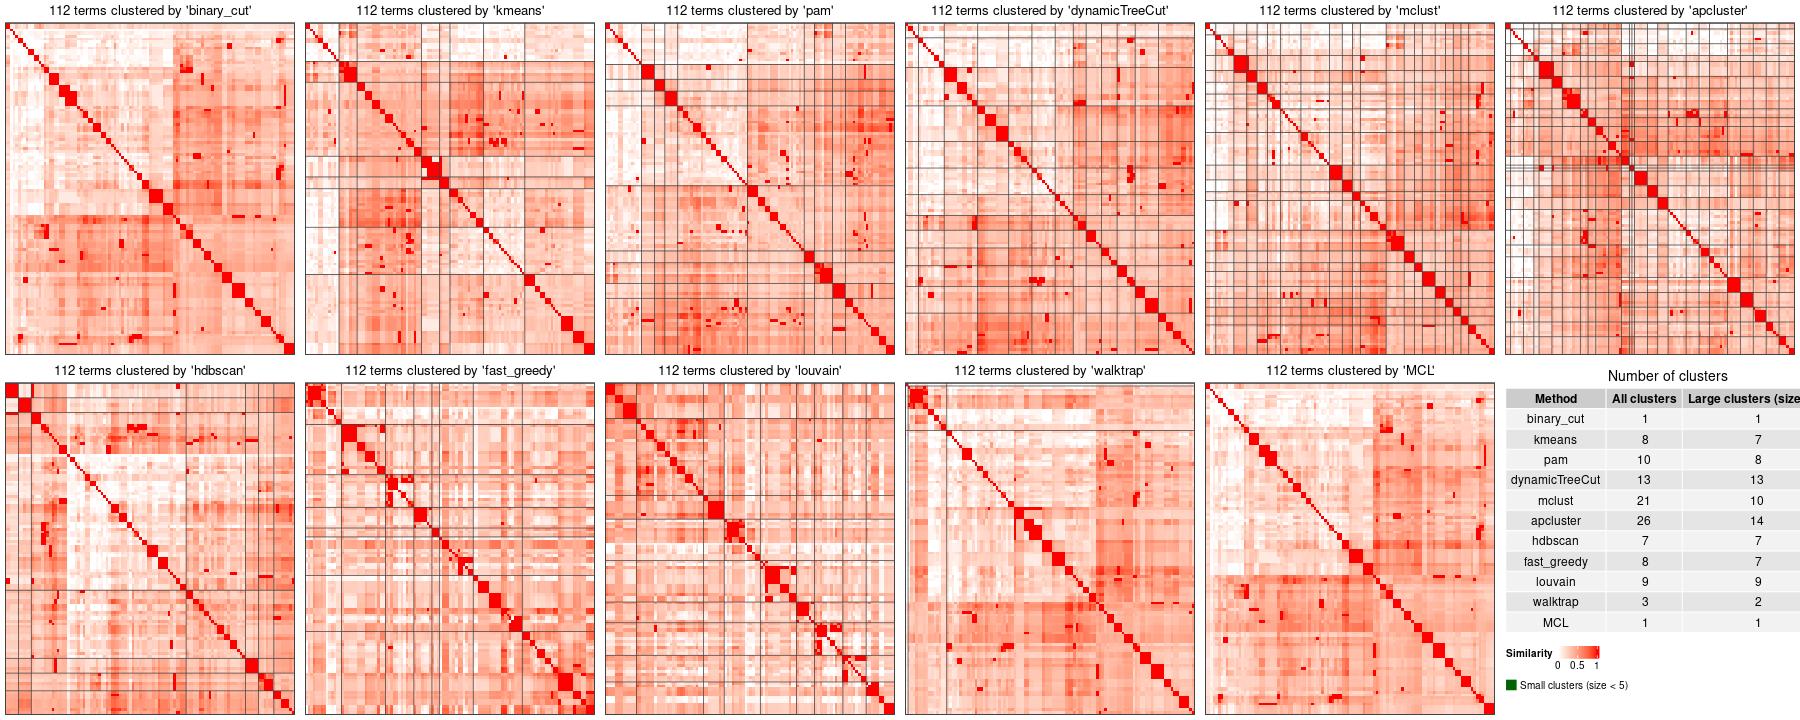 112 terms clustered by 'binary_cut'
112 terms clustered by 'kmeans'
112 terms clustered by 'pam'
112 terms clustered by 'dynamicTreeCut'
112 terms clustered by 'mclust'
112 terms clustered by 'apcluster'
112 terms clustered by 'hdbscan'
112 terms clustered by 'fast_greedy'
112 terms clustered by 'louvain'
112 terms clustered by 'walktrap'
112 terms clustered by 'MCL'
Number of clusters
Method All clusters Large clusters (size
binary_cut 1 1
kmeans 8 7
pam 10 8
dynamicTreeCut 13 13
mclust 21 10
apcluster 26 14
hdbscan 7 7
fast_greedy 8 7
louvain 9 9
walktrap 3 2
MCL 1 1
Similarity
0 0.5 1
Small clusters (size < 5)